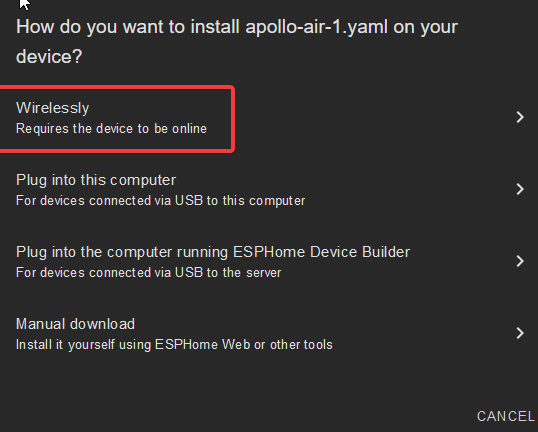 How do you want to install apollo-air-1.yaml on your
device?
Wirelessly
Requires the device to be online
Plug into this computer
For devices connected via USB to this computer
Plug into the computer running ESPHome Device Builder
For devices connected via USB to the server
Manual download
Install it yourself using ESPHome Web or other tools
CANCEL